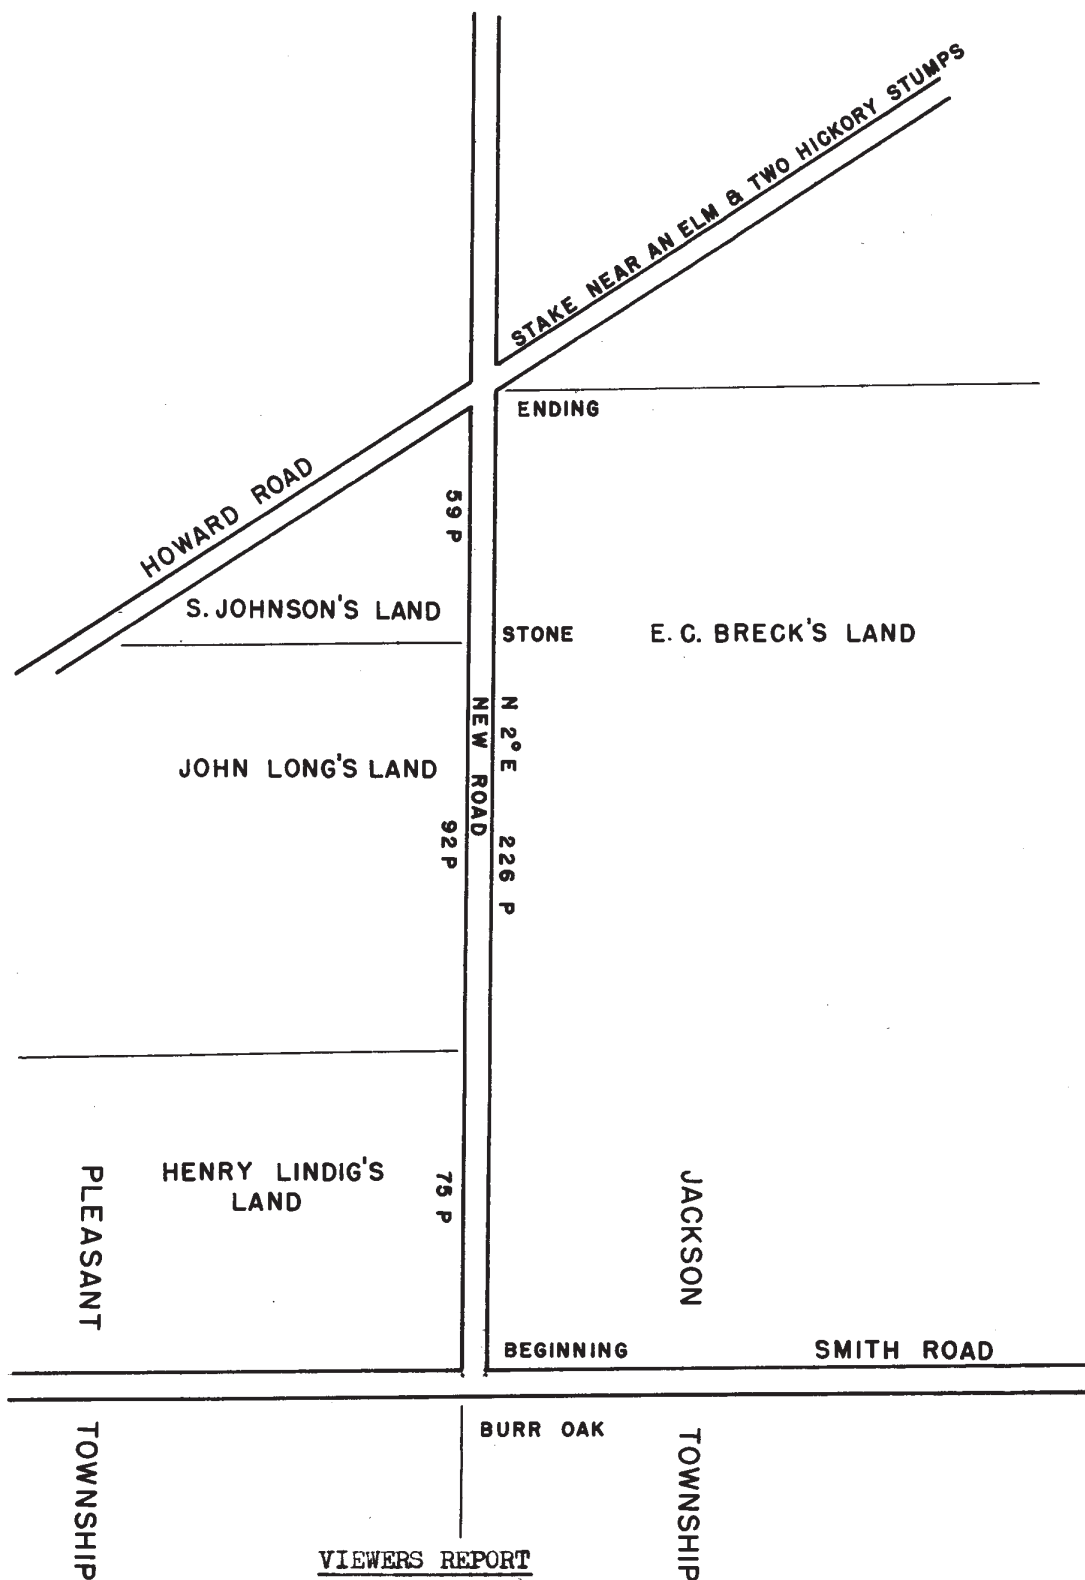 STAKE NEAR AN ELM & TWO HICKORY STUMPS
ENDING
HOWARD ROAD
59 P
S. JOHNSON'S LAND
STONE
E. C. BRECK'S LAND
N 2° E 226 P
NEW ROAD
JOHN LONG'S LAND
92 P
HENRY LINDIG'S
LAND
75 P
PLEASANT TOWNSHIP
JACKSON TOWNSHIP
BEGINNING
SMITH ROAD
BURR OAK
VIEWERS REPORT